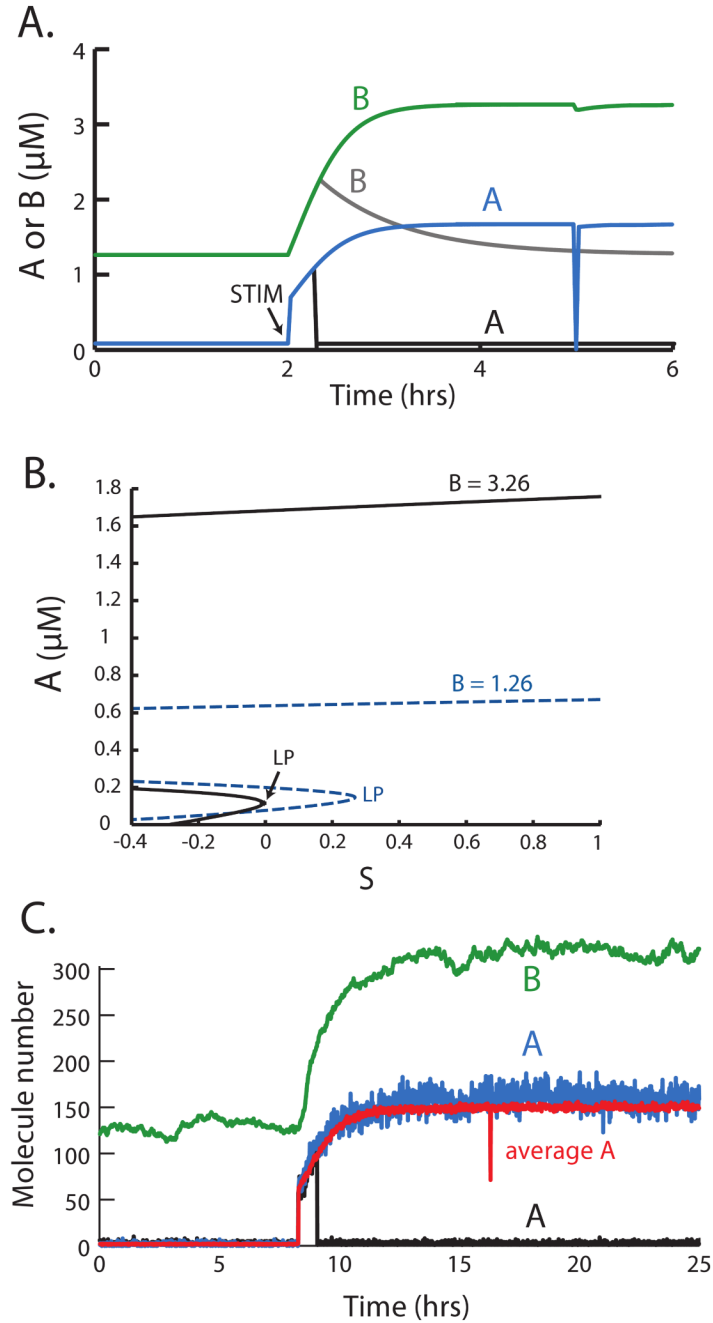 A.
4
3
2
1
0
A or B (μM)
B
B
A
STIM
A
0
2
4
6
Time (hrs)
B.
1.8
1.6
1.4
1.2
1
0.8
0.6
0.4
0.2
0
A (μM)
B = 3.26
B = 1.26
LP
LP
-0.4
-0.2
0
0.2
0.4
0.6
0.8
1
S
C.
300
250
200
150
100
50
0
Molecule number
B
A
average A
A
0
5
10
15
20
25
Time (hrs)